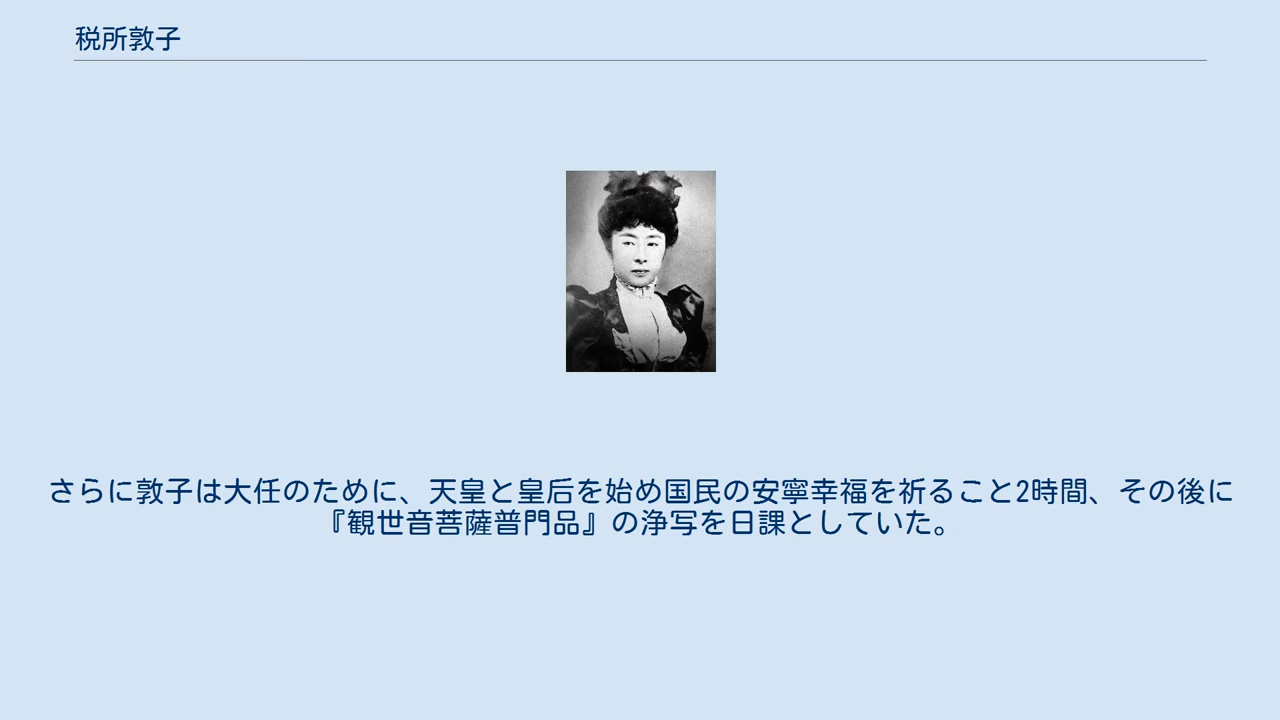 税所敦子
さらに敦子は大任のために、天皇と皇后を始め国民の安寧幸福を祈ること2時間、その後に
『観世音菩薩普門品』の浄写を日課としていた。